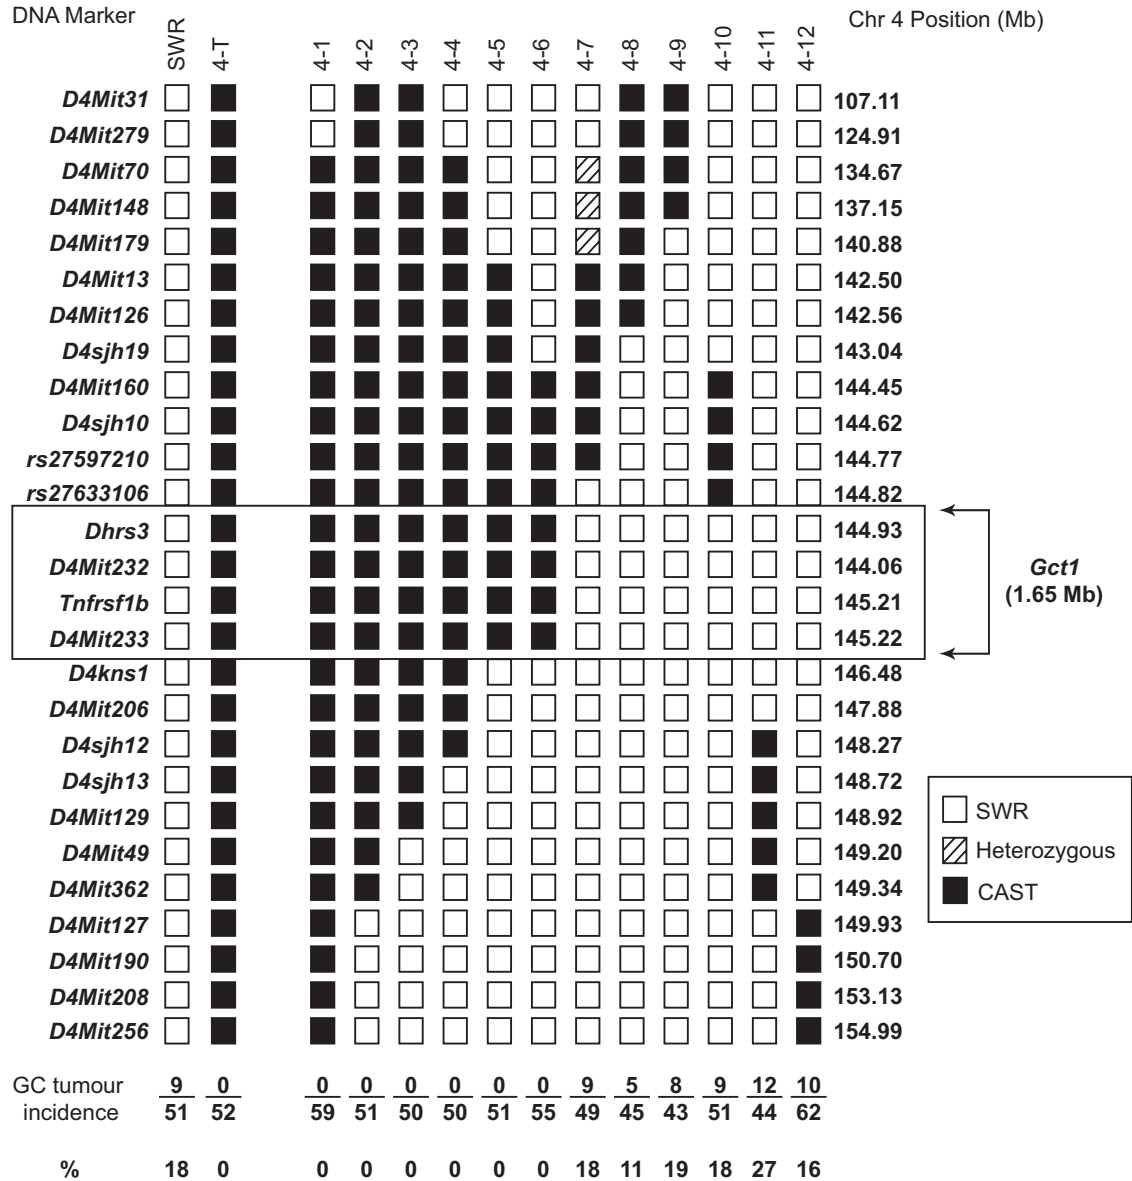 DNA Marker SWR 4-T 4-1 4-2 4-3 4-4 4-5 4-6 4-7 4-8 4-9 4-10 4-11 4-12 Chr 4 Position (Mb)
D4Mit31 107.11
D4Mit279 124.91
D4Mit70 134.67
D4Mit148 137.15
D4Mit179 140.88
D4Mit13 142.50
D4Mit126 142.56
D4sjh19 143.04
D4Mit160 144.45
D4sjh10 144.62
rs27597210 144.77
rs27633106 144.82
Dhrs3 144.93
D4Mit232 144.06
Tnfrsf1b 145.21
D4Mit233 145.22
Gct1
(1.65 Mb)
D4kns1 146.48
D4Mit206 147.88
D4sjh12 148.27
D4sjh13 148.72
D4Mit129 148.92
D4Mit49 149.20
D4Mit362 149.34
D4Mit127 149.93
D4Mit190 150.70
D4Mit208 153.13
D4Mit256 154.99
SWR
Heterozygous
CAST
GC tumour 9 0 0 0 0 0 0 0 9 5 8 9 12 10
incidence 51 52 59 51 50 50 51 55 49 45 43 51 44 62
% 18 0 0 0 0 0 0 0 18 11 19 18 27 16